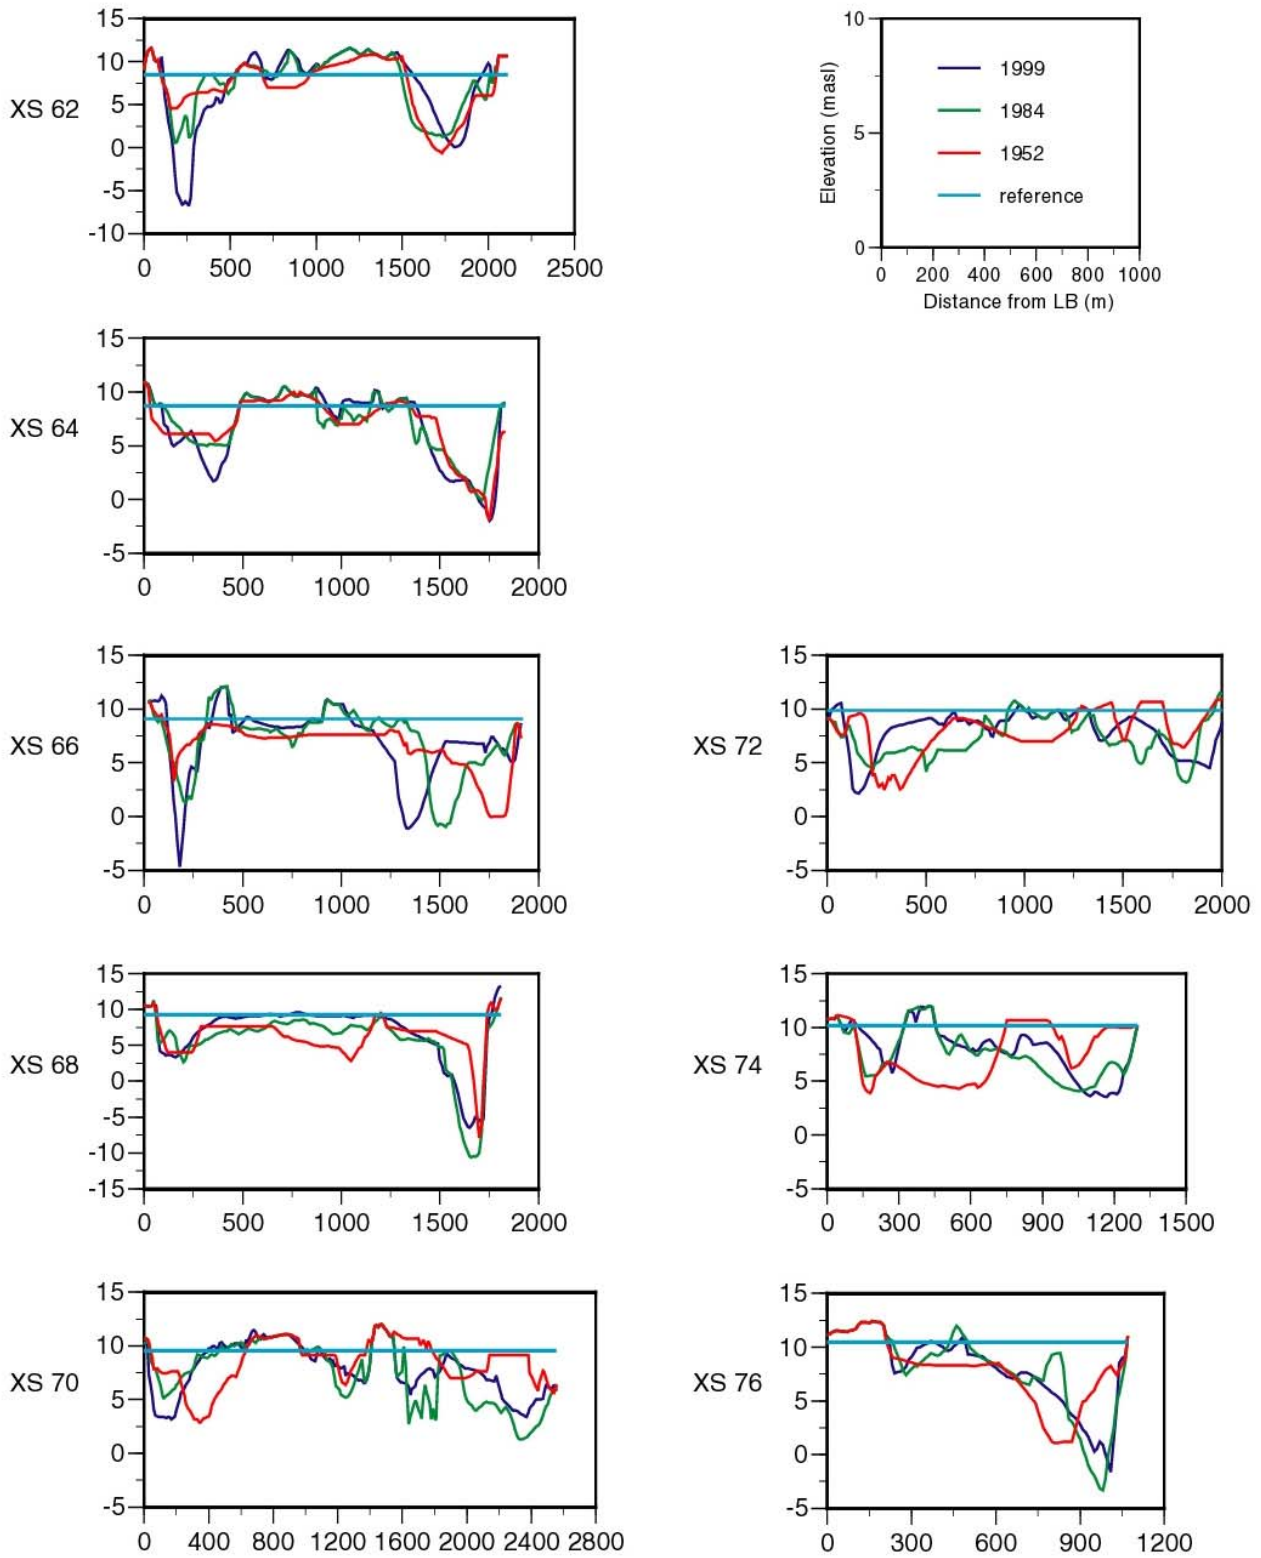 15
10
5
0
-5
-10
XS 62
0 500 1000 1500 2000 2500
10
5
0
Elevation (masl)
1999
1984
1952
reference
0 200 400 600 800 1000
Distance from LB (m)
15
10
5
0
-5
XS 64
0 500 1000 1500 2000
15
10
5
0
-5
XS 66
0 500 1000 1500 2000
15
10
5
0
-5
XS 72
0 500 1000 1500 2000
15
10
5
0
-5
-10
-15
XS 68
0 500 1000 1500 2000
15
10
5
0
-5
XS 74
0 300 600 900 1200 1500
15
10
5
0
-5
XS 70
0 400 800 1200 1600 2000 2400 2800
15
10
5
0
-5
XS 76
0 300 600 900 1200